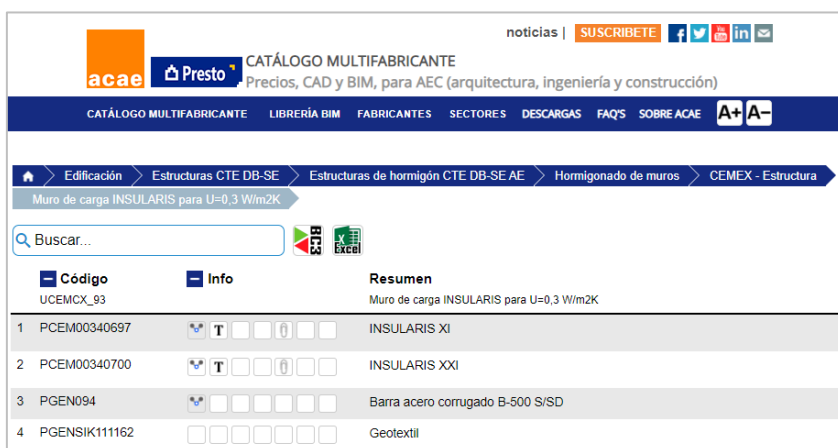 noticias | SUSCRIBETE
acae
Presto
CATÁLOGO MULTIFABRICANTE
Precios, CAD y BIM, para AEC (arquitectura, ingeniería y construcción)
CATÁLOGO MULTIFABRICANTE LIBRERÍA BIM FABRICANTES SECTORES DESCARGAS FAQ'S SOBRE ACAE A+ A-
Edificación Estructuras CTE DB-SE Estructuras de hormigón CTE DB-SE AE Hormigonado de muros CEMEX - Estructura
Muro de carga INSULARIS para U=0,3 W/m2K
Buscar... BC3 Excel
Código Info Resumen
UCEMCX_93 Muro de carga INSULARIS para U=0,3 W/m2K
1 PCEM00340697 T INSULARIS XI
2 PCEM00340700 T INSULARIS XXI
3 PGEN094 Barra acero corrugado B-500 S/SD
4 PGENSIK111162 Geotextil